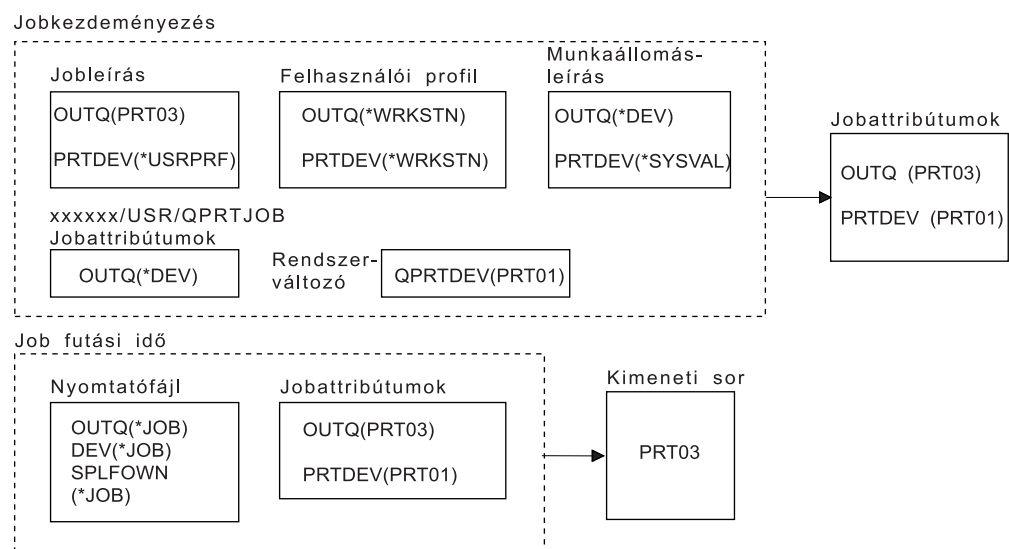 Jobkezdeményezés
Jobleírás
OUTQ(PRT03)
PRTDEV(*USRPRF)
Felhasználói profil
OUTQ(*WRKSTN)
PRTDEV(*WRKSTN)
Munkaállomás-
leírás
OUTQ(*DEV)
PRTDEV(*SYSVAL)
Jobattribútumok
OUTQ (PRT03)
PRTDEV (PRT01)
xxxxxx/USR/QPRTJOB
Jobattribútumok
OUTQ(*DEV)
Rendszer-
változó
QPRTDEV(PRT01)
Job futási idő
Nyomtatófájl
OUTQ(*JOB)
DEV(*JOB)
SPLFOWN
(*JOB)
Jobattribútumok
OUTQ(PRT03)
PRTDEV(PRT01)
Kimeneti sor
PRT03